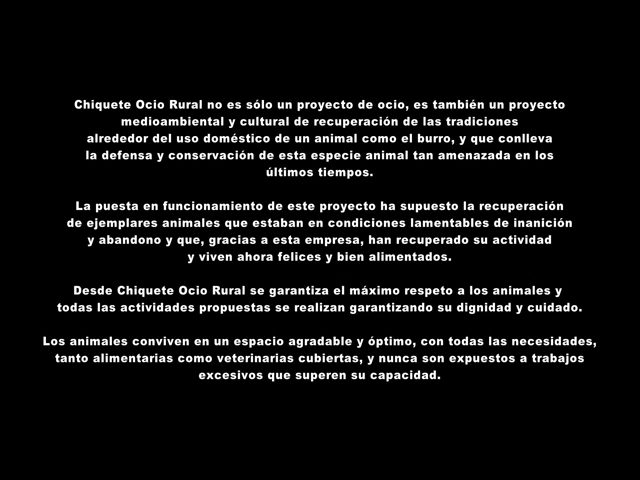 Chiquete Ocio Rural no es sólo un proyecto de ocio, es también un proyecto
medioambiental y cultural de recuperación de las tradiciones
alrededor del uso doméstico de un animal como el burro, y que conlleva
la defensa y conservación de esta especie animal tan amenazada en los
últimos tiempos.
La puesta en funcionamiento de este proyecto ha supuesto la recuperación
de ejemplares animales que estaban en condiciones lamentables de inanición
y abandono y que, gracias a esta empresa, han recuperado su actividad
y viven ahora felices y bien alimentados.
Desde Chiquete Ocio Rural se garantiza el máximo respeto a los animales y
todas las actividades propuestas se realizan garantizando su dignidad y cuidado.
Los animales conviven en un espacio agradable y óptimo, con todas las necesidades,
tanto alimentarias como veterinarias cubiertas, y nunca son expuestos a trabajos
excesivos que superen su capacidad.